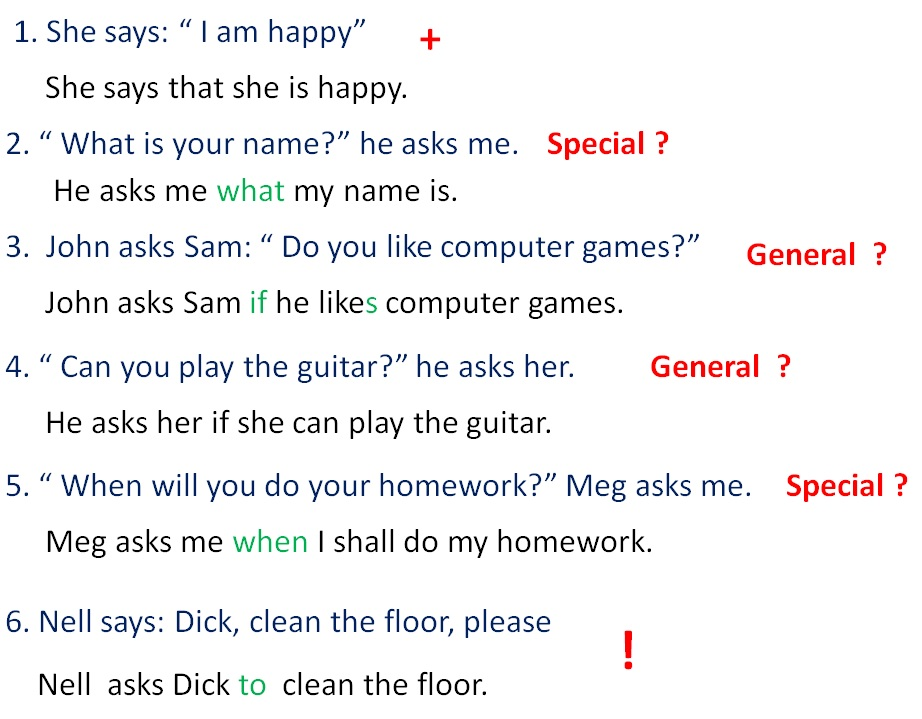 1. She says: “ I am happy” +
She says that she is happy.
2. “ What is your name?” he asks me. Special ?
He asks me what my name is.
3. John asks Sam: “ Do you like computer games?” General ?
John asks Sam if he likes computer games.
4. “ Can you play the guitar?” he asks her. General ?
He asks her if she can play the guitar.
5. “ When will you do your homework?” Meg asks me. Special ?
Meg asks me when I shall do my homework.
6. Nell says: Dick, clean the floor, please
!
Nell asks Dick to clean the floor.